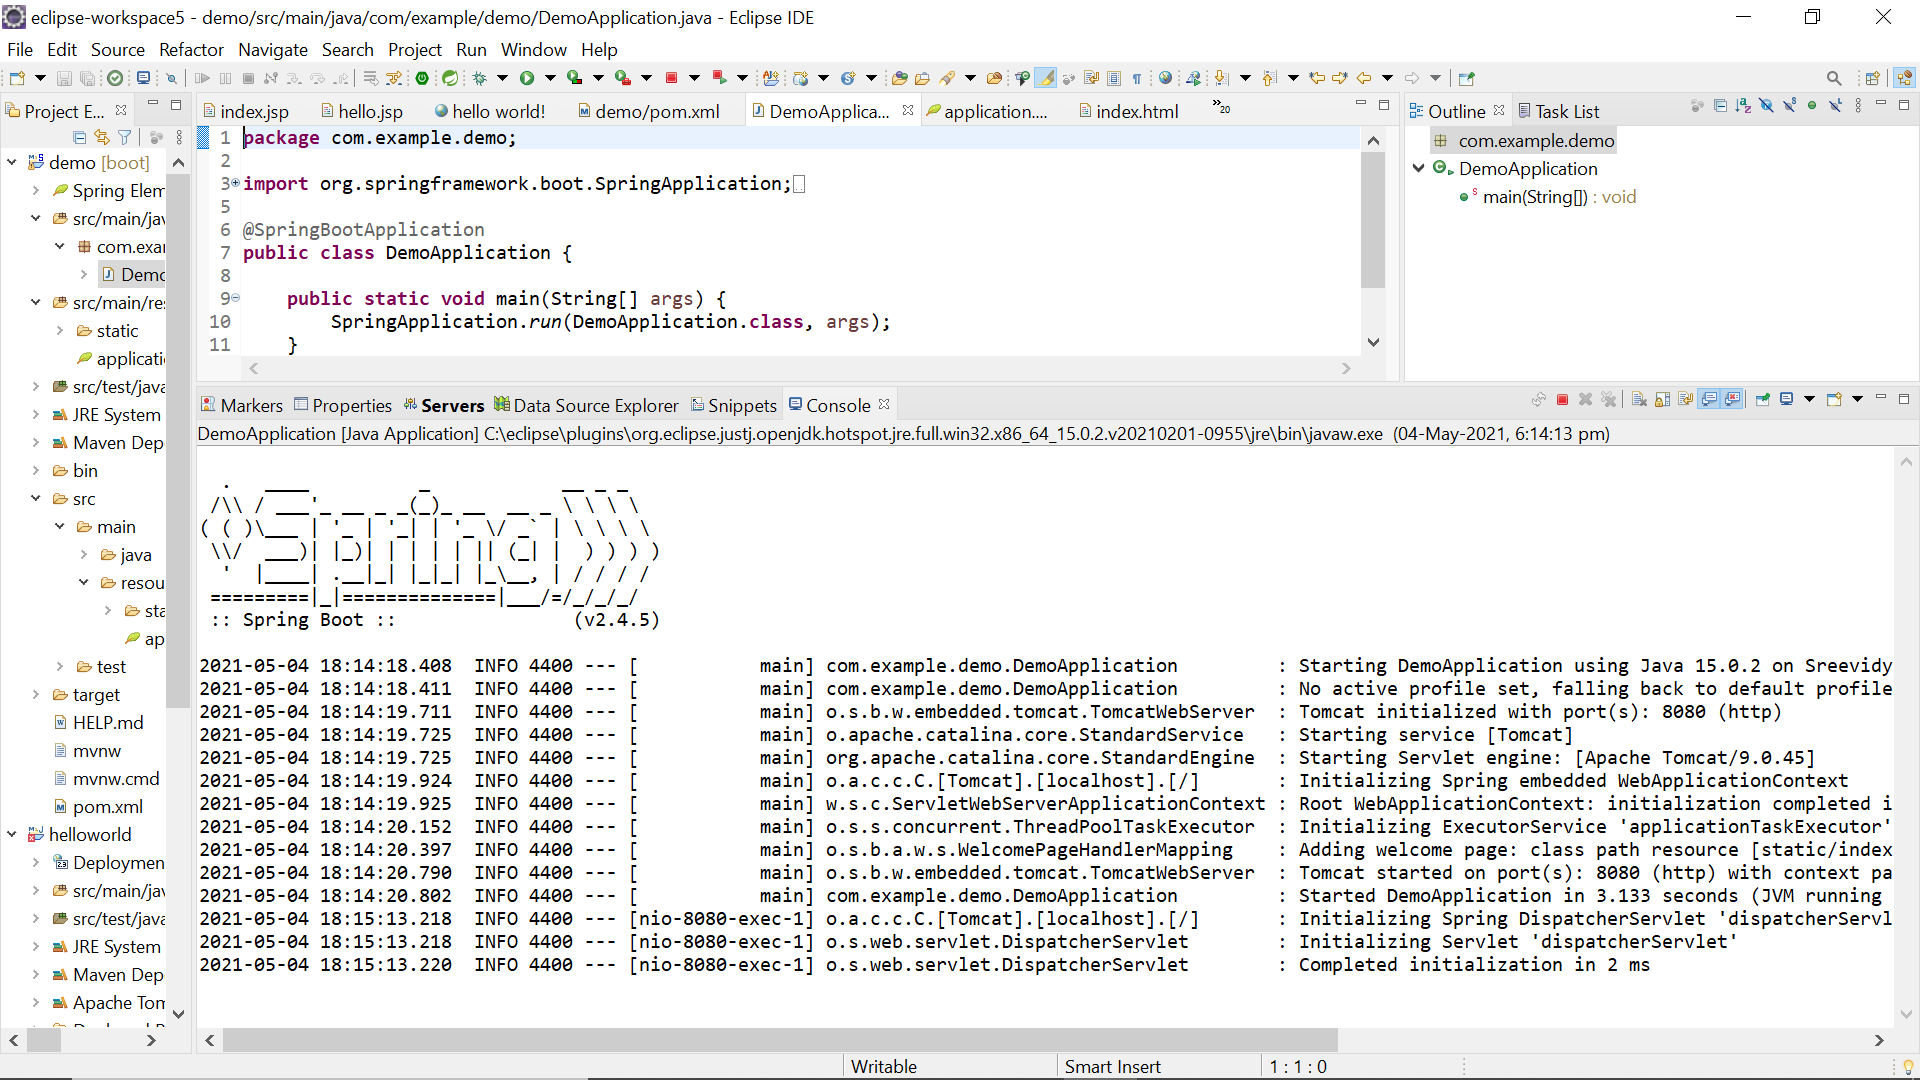 eclipse-workspace5 - demo/src/main/java/com/example/demo/DemoApplication.java - Eclipse IDE
File Edit Source Refactor Navigate Search Project Run Window Help
Project E...
index.jsp hello.jsp hello world! demo/pom.xml DemoApplica... application.... index.html »20
Outline Task List
demo [boot]
Spring Elem
src/main/jav
com.exar
Demo
src/main/re
static
applicati
src/test/java
JRE System
Maven Dep
bin
src
main
java
resou
sta
ap
test
target
HELP.md
mvnw
mvnw.cmd
pom.xml
helloworld
Deploymen
src/main/jav
src/test/java
JRE System
Maven Dep
Apache Tom
1 package com.example.demo;
2
3 import org.springframework.boot.SpringApplication;
5
6 @SpringBootApplication
7 public class DemoApplication {
8
9 public static void main(String[] args) {
10 SpringApplication.run(DemoApplication.class, args);
11 }
com.example.demo
DemoApplication
main(String[]) : void
Markers Properties Servers Data Source Explorer Snippets Console
DemoApplication [Java Application] C:\eclipse\plugins\org.eclipse.justj.openjdk.hotspot.jre.full.win32.x86_64_15.0.2.v20210201-0955\jre\bin\javaw.exe (04-May-2021, 6:14:13 pm)
  .   ____          _            __ _ _
 /\\ / ___'_ __ _ _(_)_ __  __ _ \ \ \ \
( ( )\___ | '_ | '_| | '_ \/ _` | \ \ \ \
 \\/  ___)| |_)| | | | | || (_| |  ) ) ) )
  '  |____| .__|_| |_|_| |_\__, | / / / /
 =========|_|==============|___/=/_/_/_/
 :: Spring Boot ::                (v2.4.5)
2021-05-04 18:14:18.408  INFO 4400 --- [           main] com.example.demo.DemoApplication         : Starting DemoApplication using Java 15.0.2 on Sreevidy
2021-05-04 18:14:18.411  INFO 4400 --- [           main] com.example.demo.DemoApplication         : No active profile set, falling back to default profile
2021-05-04 18:14:19.711  INFO 4400 --- [           main] o.s.b.w.embedded.tomcat.TomcatWebServer  : Tomcat initialized with port(s): 8080 (http)
2021-05-04 18:14:19.725  INFO 4400 --- [           main] o.apache.catalina.core.StandardService   : Starting service [Tomcat]
2021-05-04 18:14:19.725  INFO 4400 --- [           main] org.apache.catalina.core.StandardEngine  : Starting Servlet engine: [Apache Tomcat/9.0.45]
2021-05-04 18:14:19.924  INFO 4400 --- [           main] o.a.c.c.C.[Tomcat].[localhost].[/]       : Initializing Spring embedded WebApplicationContext
2021-05-04 18:14:19.925  INFO 4400 --- [           main] w.s.c.ServletWebServerApplicationContext : Root WebApplicationContext: initialization completed i
2021-05-04 18:14:20.152  INFO 4400 --- [           main] o.s.s.concurrent.ThreadPoolTaskExecutor  : Initializing ExecutorService 'applicationTaskExecutor'
2021-05-04 18:14:20.397  INFO 4400 --- [           main] o.s.b.a.w.s.WelcomePageHandlerMapping    : Adding welcome page: class path resource [static/index
2021-05-04 18:14:20.790  INFO 4400 --- [           main] o.s.b.w.embedded.tomcat.TomcatWebServer  : Tomcat started on port(s): 8080 (http) with context pa
2021-05-04 18:14:20.802  INFO 4400 --- [           main] com.example.demo.DemoApplication         : Started DemoApplication in 3.133 seconds (JVM running
2021-05-04 18:15:13.218  INFO 4400 --- [nio-8080-exec-1] o.a.c.c.C.[Tomcat].[localhost].[/]       : Initializing Spring DispatcherServlet 'dispatcherServl
2021-05-04 18:15:13.218  INFO 4400 --- [nio-8080-exec-1] o.s.web.servlet.DispatcherServlet        : Initializing Servlet 'dispatcherServlet'
2021-05-04 18:15:13.220  INFO 4400 --- [nio-8080-exec-1] o.s.web.servlet.DispatcherServlet        : Completed initialization in 2 ms
Writable Smart Insert 1 : 1 : 0